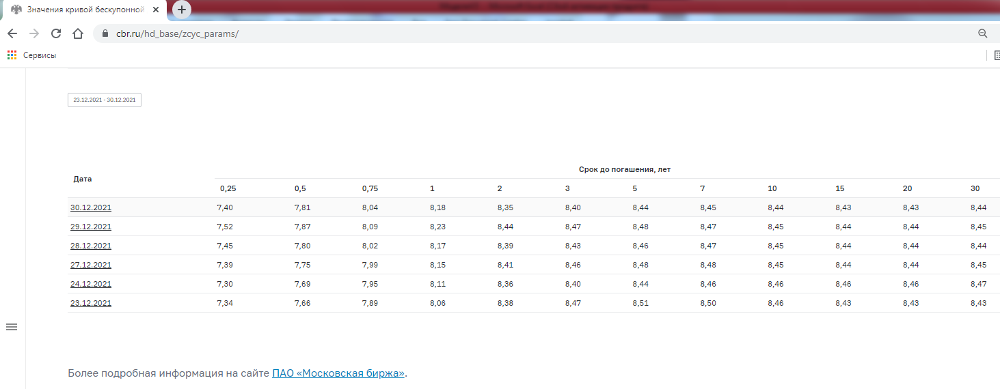 Значения кривой бескупонной
cbr.ru/hd_base/zcyc_params/
Сервисы
23.12.2021 - 30.12.2021
Срок до погашения, лет
Дата
0,25 0,5 0,75 1 2 3 5 7 10 15 20 30
30.12.2021 7,40 7,81 8,04 8,18 8,35 8,40 8,44 8,45 8,44 8,43 8,43 8,44
29.12.2021 7,52 7,87 8,09 8,23 8,44 8,47 8,48 8,47 8,45 8,44 8,44 8,45
28.12.2021 7,45 7,80 8,02 8,17 8,39 8,43 8,46 8,47 8,45 8,44 8,44 8,44
27.12.2021 7,39 7,75 7,99 8,15 8,41 8,46 8,48 8,48 8,45 8,44 8,44 8,45
24.12.2021 7,30 7,69 7,95 8,11 8,36 8,40 8,44 8,46 8,46 8,46 8,46 8,47
23.12.2021 7,34 7,66 7,89 8,06 8,38 8,47 8,51 8,50 8,46 8,43 8,43 8,43
Более подробная информация на сайте ПАО «Московская биржа».